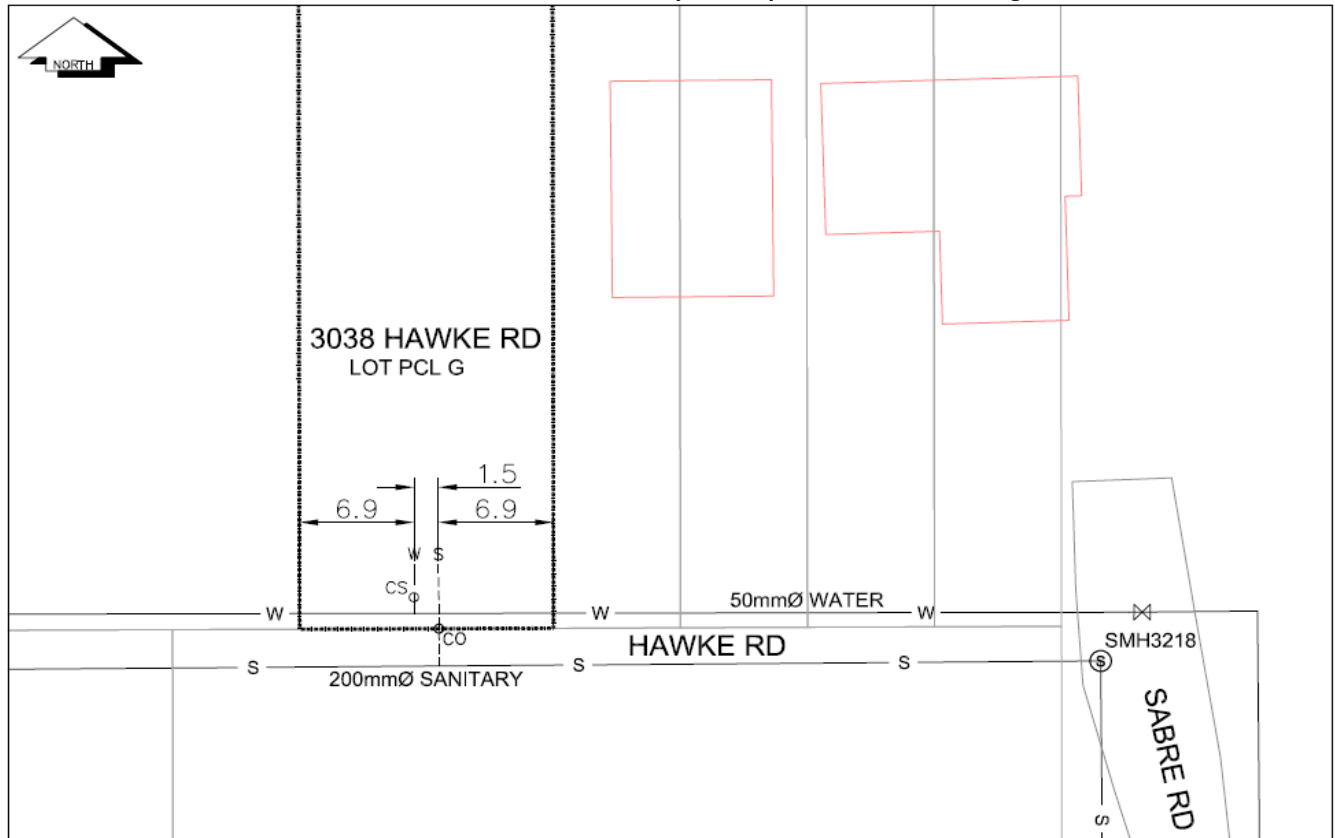 NORTH
3038 HAWKE RD
LOT PCL G
1.5
6.9
6.9
W
S
CS
W
W
50mmØ WATER
W
CO
HAWKE RD
SMH3218
S
S
S
S
200mmØ SANITARY
SABRE RD
S